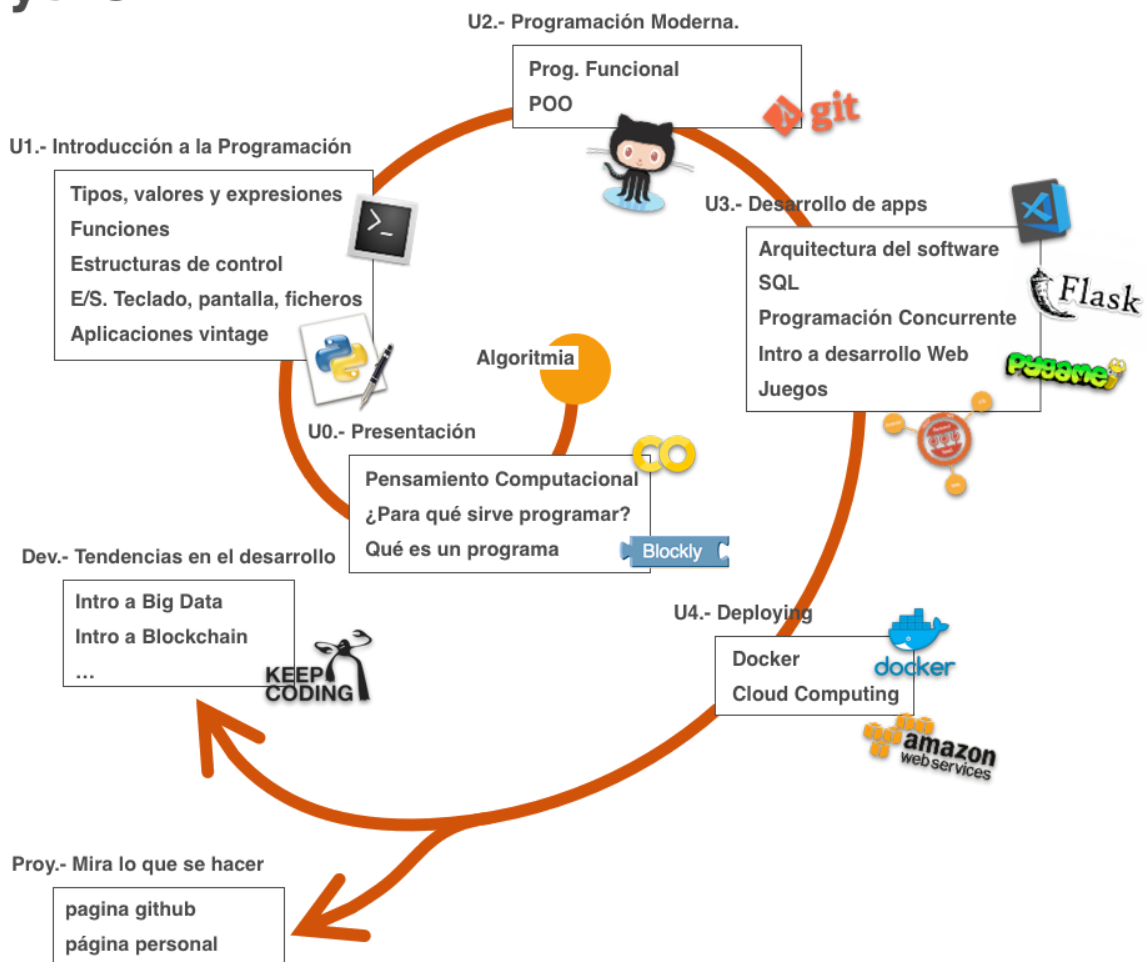 U2.- Programación Moderna.
Prog. Funcional
POO
git
U1.- Introducción a la Programación
Tipos, valores y expresiones
Funciones
Estructuras de control
E/S. Teclado, pantalla, ficheros
Aplicaciones vintage
>_
U3.- Desarrollo de apps
Arquitectura del software
SQL
Programación Concurrente
Intro a desarrollo Web
Juegos
Flask
pygame
Algoritmia
U0.- Presentación
Pensamiento Computacional
¿Para qué sirve programar?
Qué es un programa
CO
Blockly
Dev.- Tendencias en el desarrollo
Intro a Big Data
Intro a Blockchain
...
KEEP
CODING
U4.- Deploying
Docker
Cloud Computing
docker
amazon
webservices
Proy.- Mira lo que se hacer
pagina github
página personal